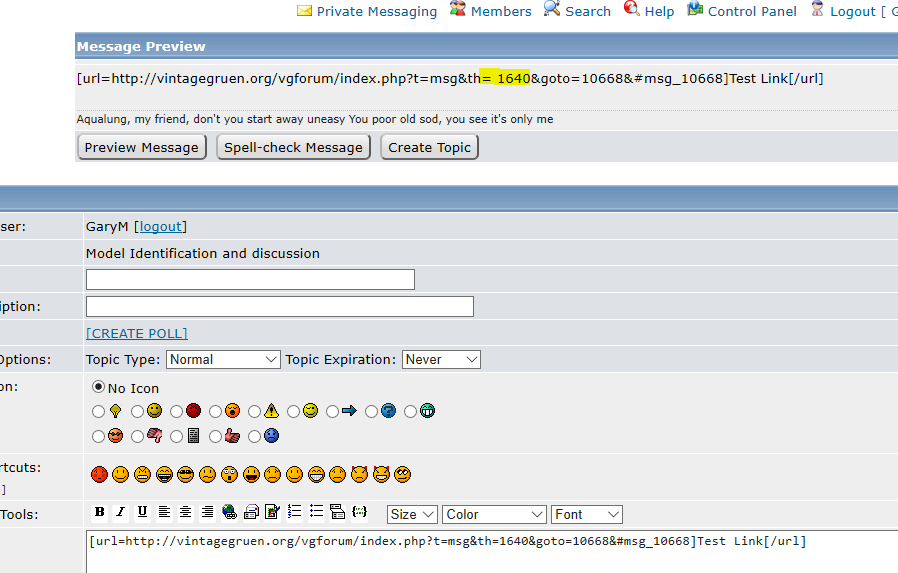 Private Messaging Members Search Help Control Panel Logout [ G
Message Preview
[url=http://vintagegruen.org/vgforum/index.php?t=msg&th= 1640&goto=10668&#msg_10668]Test Link[/url]
Aqualung, my friend, don't you start away uneasy You poor old sod, you see it's only me
Preview Message Spell-check Message Create Topic
ser: GaryM [logout]
Model Identification and discussion
iption:
[CREATE POLL]
Options: Topic Type: Normal Topic Expiration: Never
on: No Icon
rtcuts:
]
Tools: B I U Size Color Font
[url=http://vintagegruen.org/vgforum/index.php?t=msg&th=1640&goto=10668&#msg_10668]Test Link[/url]